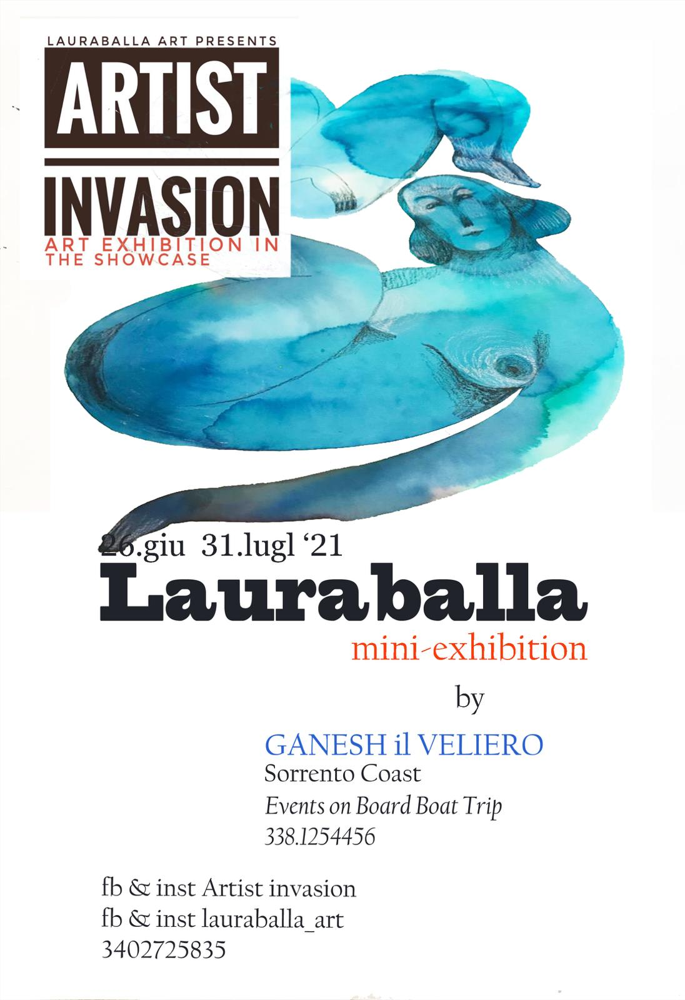 LAURABALLA ART PRESENTS
ARTIST
INVASION
ART EXHIBITION IN
THE SHOWCASE
26.giu 31.lugl ‘21
Lauraballa
mini-exhibition
by
GANESH il VELIERO
Sorrento Coast
Events on Board Boat Trip
338.1254456
fb & inst Artist invasion
fb & inst lauraballa_art
3402725835